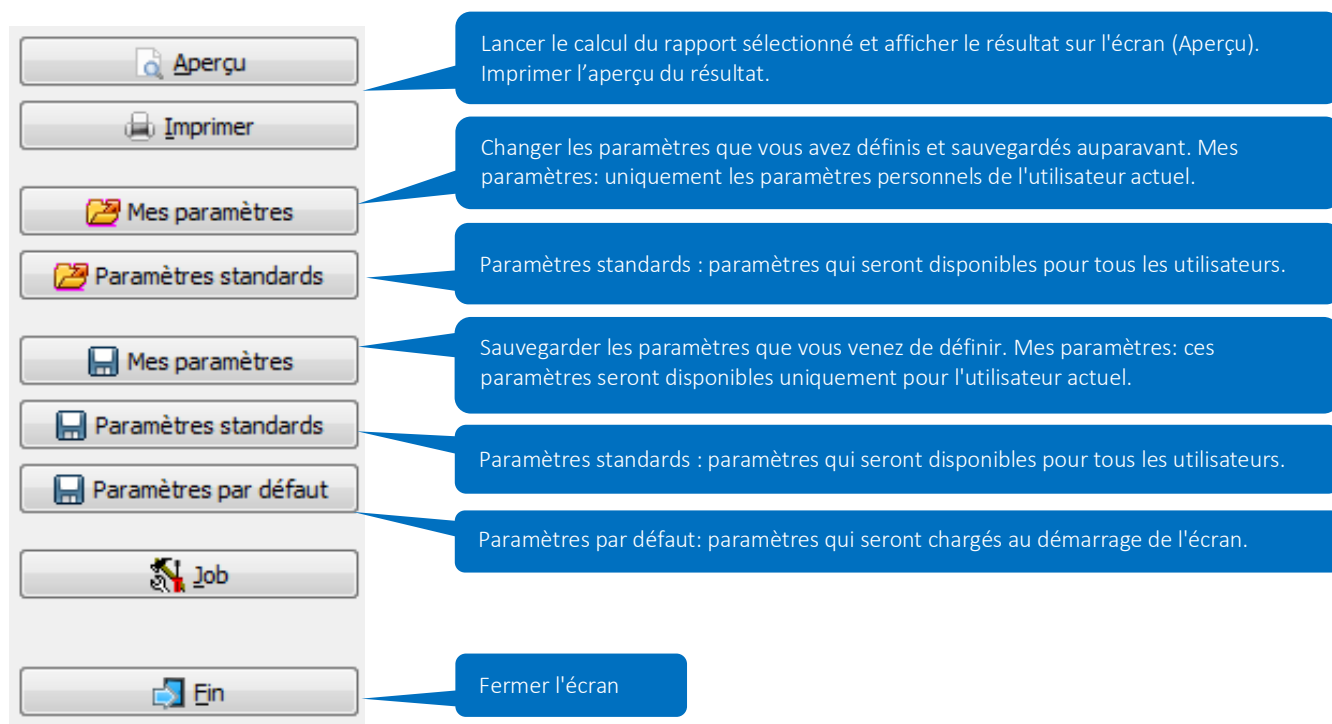 Aperçu
Lancer le calcul du rapport sélectionné et afficher le résultat sur l'écran (Aperçu).
Imprimer l’aperçu du résultat.
Imprimer
Changer les paramètres que vous avez définis et sauvegardés auparavant. Mes
paramètres: uniquement les paramètres personnels de l'utilisateur actuel.
Mes paramètres
Paramètres standards
Paramètres standards : paramètres qui seront disponibles pour tous les utilisateurs.
Mes paramètres
Sauvegarder les paramètres que vous venez de définir. Mes paramètres: ces
paramètres seront disponibles uniquement pour l'utilisateur actuel.
Paramètres standards
Paramètres standards : paramètres qui seront disponibles pour tous les utilisateurs.
Paramètres par défaut
Paramètres par défaut: paramètres qui seront chargés au démarrage de l'écran.
Job
Fin
Fermer l'écran